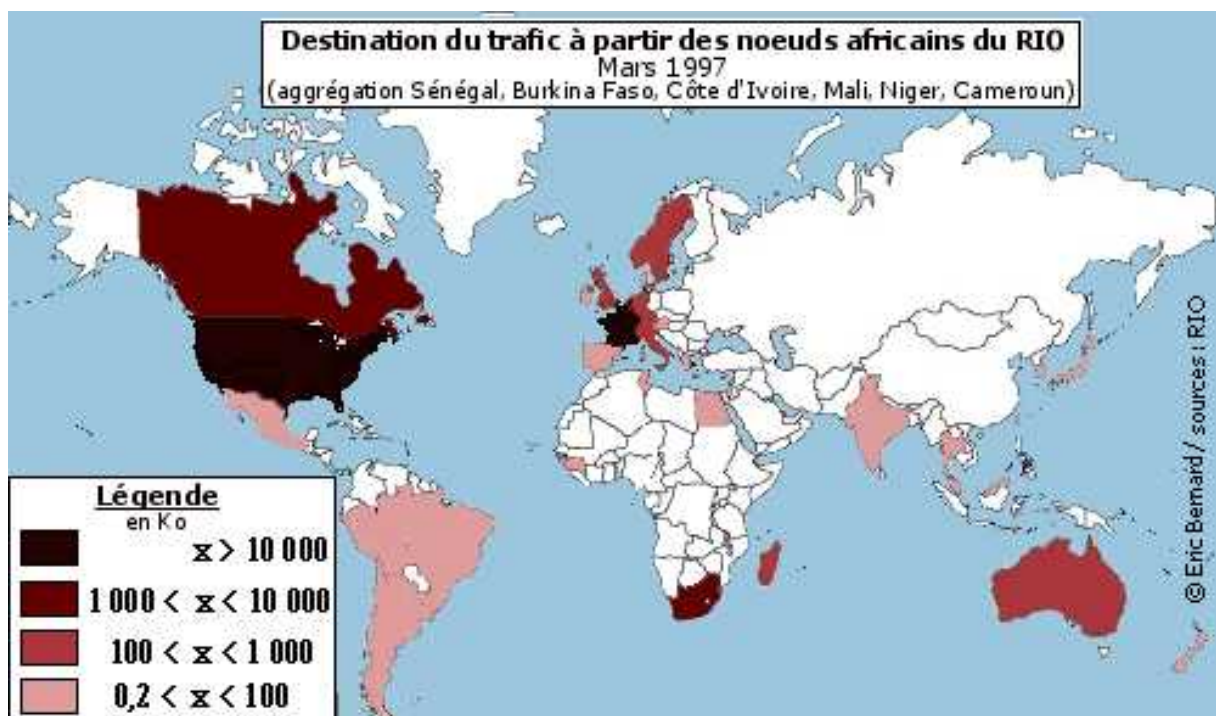 Destination du trafic à partir des noeuds africains du RIO
Mars 1997
(aggrégation Sénégal, Burkina Faso, Côte d'Ivoire, Mali, Niger, Cameroun)
Légende
en Ko
x > 10 000
1 000 < x < 10 000
100 < x < 1 000
0,2 < x < 100
© Eric Bernard / sources : RIO